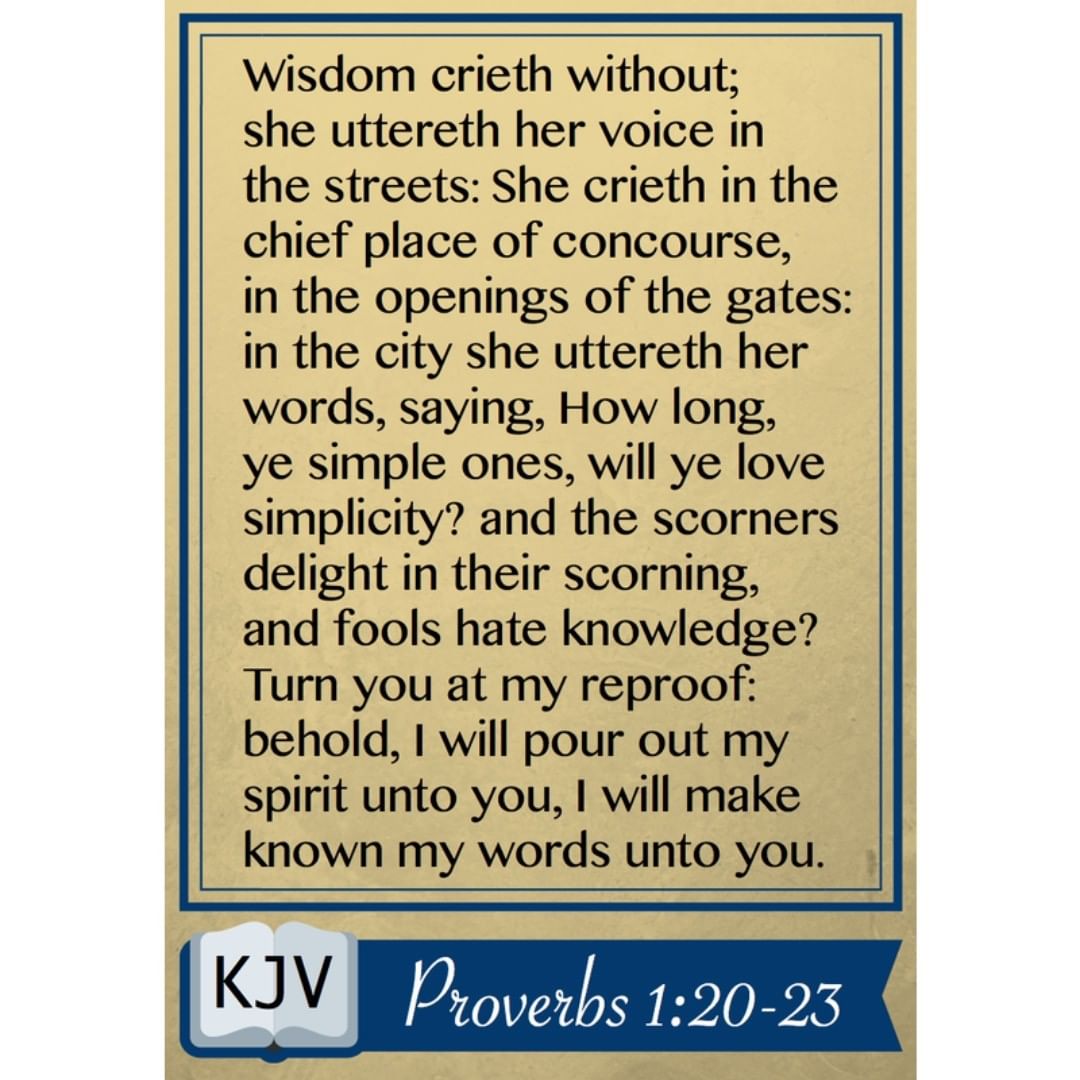 Wisdom crieth without;
she uttereth her voice in
the streets: She crieth in the
chief place of concourse,
in the openings of the gates:
in the city she uttereth her
words, saying, How long,
ye simple ones, will ye love
simplicity? and the scorners
delight in their scorning,
and fools hate knowledge?
Turn you at my reproof:
behold, I will pour out my
spirit unto you, I will make
known my words unto you.
KJV
Proverbs 1:20-23